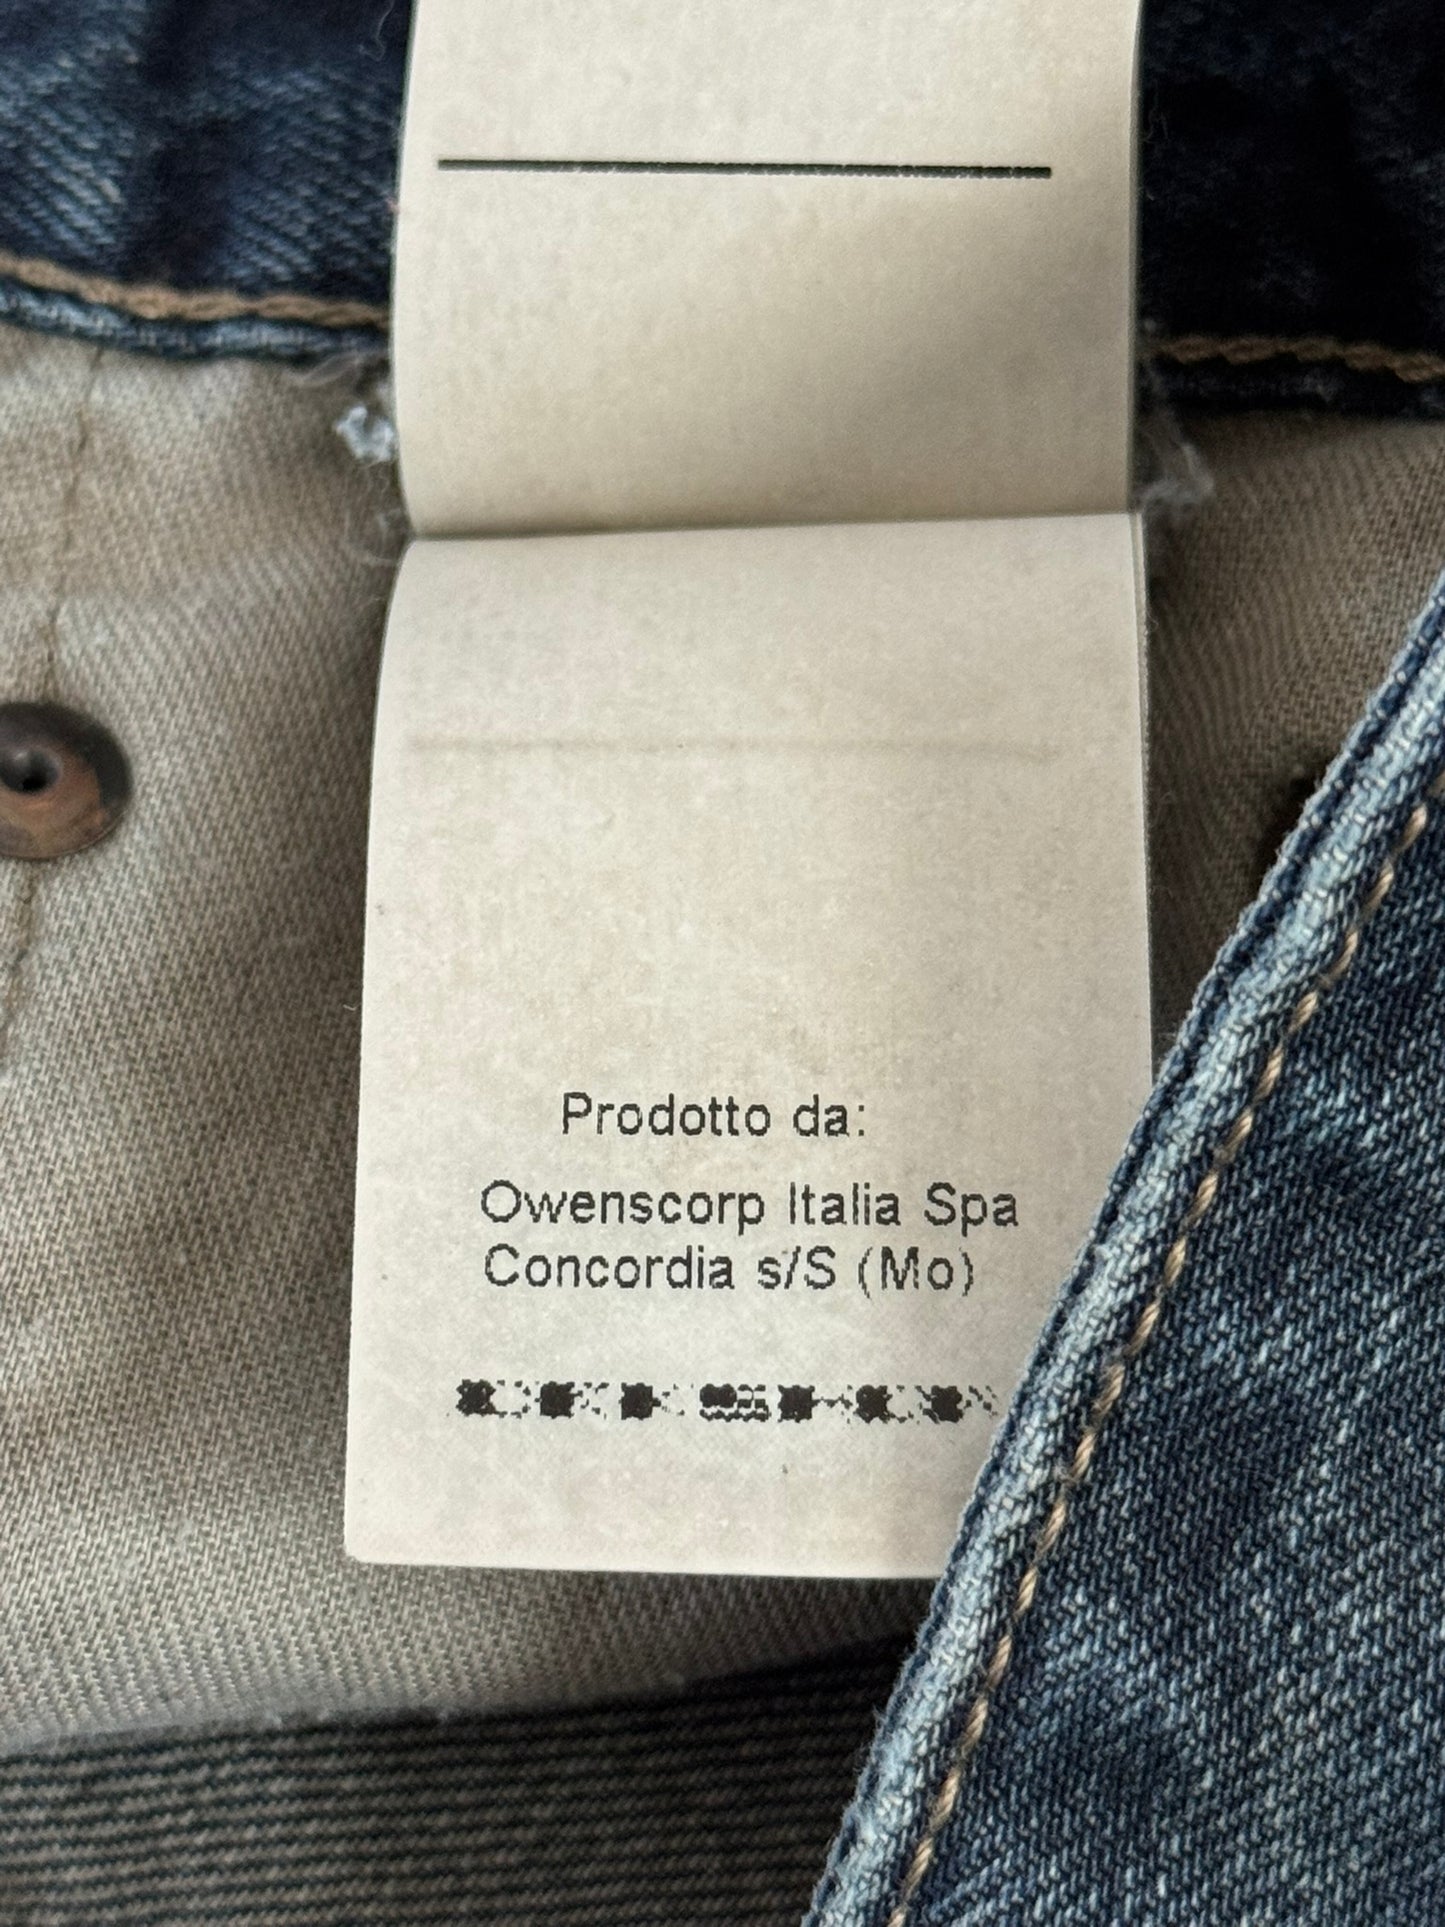 Prodotto da:
Owenscorp Italia Spa
Concordia s/S (Mo)